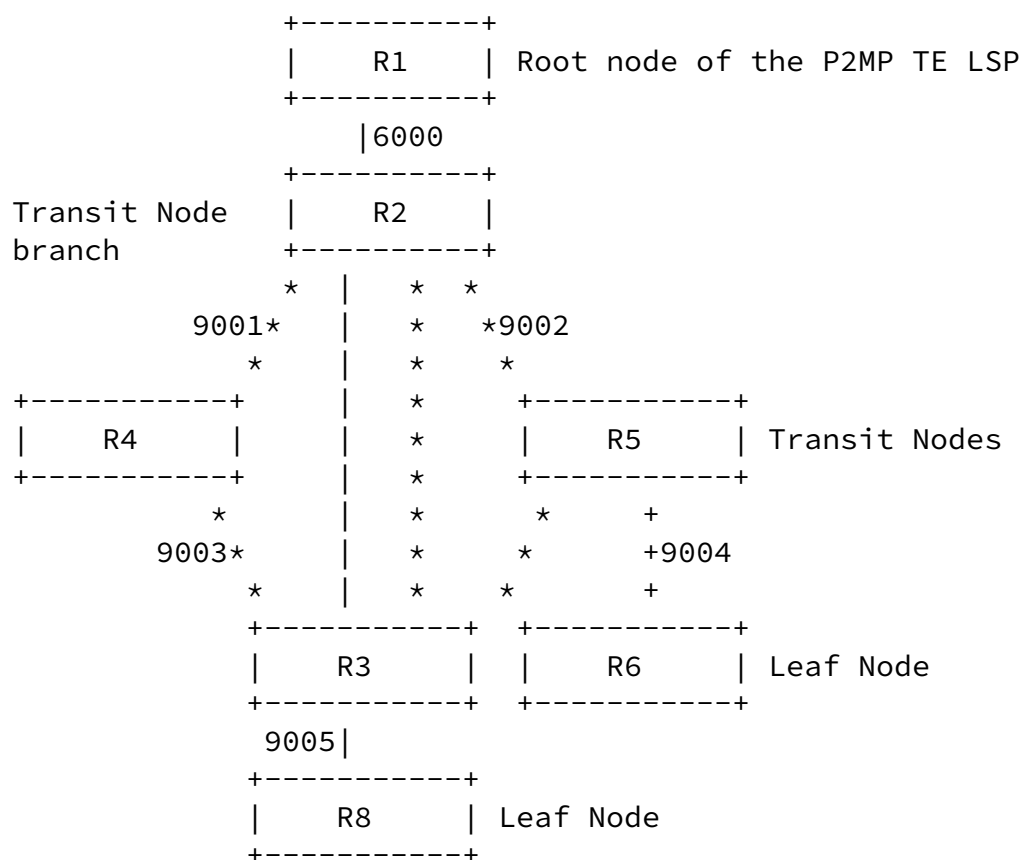 R1 Root node of the P2MP TE LSP
6000
Transit Node R2
branch
9001 9002
R4 R5 Transit Nodes
9003 9004
R3 R6 Leaf Node
9005
R8 Leaf Node